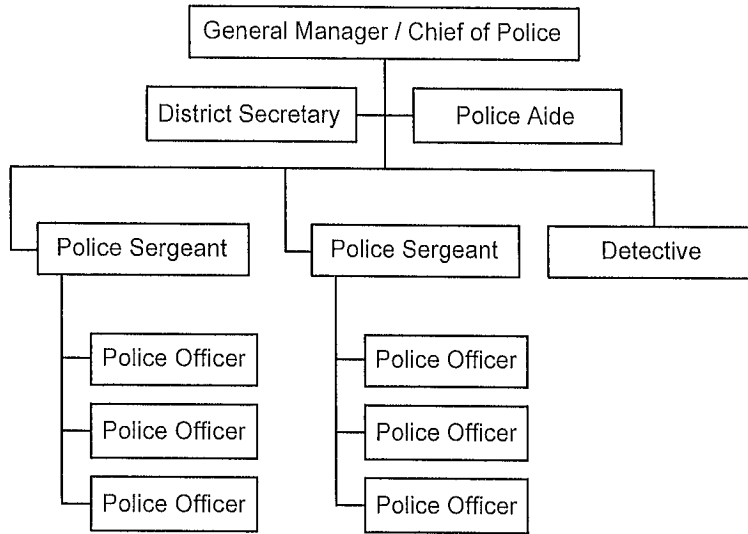 General Manager / Chief of Police
District Secretary
Police Aide
Police Sergeant
Police Sergeant
Detective
Police Officer
Police Officer
Police Officer
Police Officer
Police Officer
Police Officer